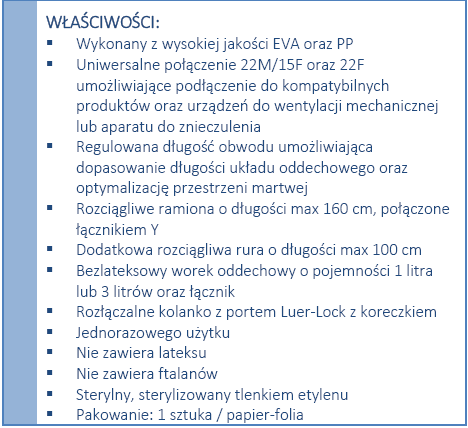 WŁAŚCIWOŚCI:
▪ Wykonany z wysokiej jakości EVA oraz PP
▪ Uniwersalne połączenie 22M/15F oraz 22F
umożliwiające podłączenie do kompatybilnych
produktów oraz urządzeń do wentylacji mechanicznej
lub aparatu do znieczulenia
▪ Regulowana długość obwodu umożliwiająca
dopasowanie długości układu oddechowego oraz
optymalizację przestrzeni martwej
▪ Rozciągliwe ramiona o długości max 160 cm, połączone
łącznikiem Y
▪ Dodatkowa rozciągliwa rura o długości max 100 cm
▪ Bezlateksowy worek oddechowy o pojemności 1 litra
lub 3 litrów oraz łącznik
▪ Rozłączalne kolanko z portem Luer-Lock z koreczkiem
▪ Jednorazowego użytku
▪ Nie zawiera lateksu
▪ Nie zawiera ftalanów
▪ Sterylny, sterylizowany tlenkiem etylenu
▪ Pakowanie: 1 sztuka / papier-folia